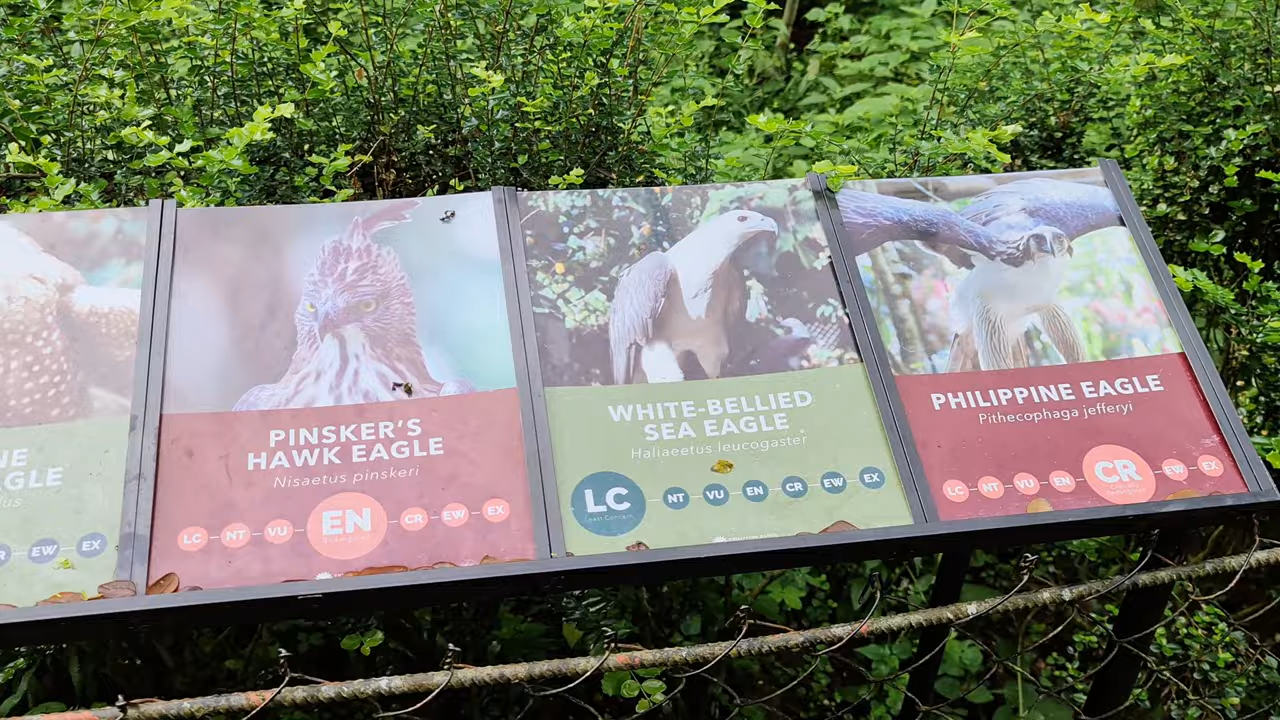 NE
GLE
us
EW EX
PINSKER'S
HAWK EAGLE
Nisaetus pinskeri
LC NT VU EN CR EW EX
WHITE-BELLIED
SEA EAGLE
Haliaeetus leucogaster
LC NT VU EN CR EW EX
Least Concern
PHILIPPINE EAGLE
Pithecophaga jefferyi
LC NT VU EN CR EW EX